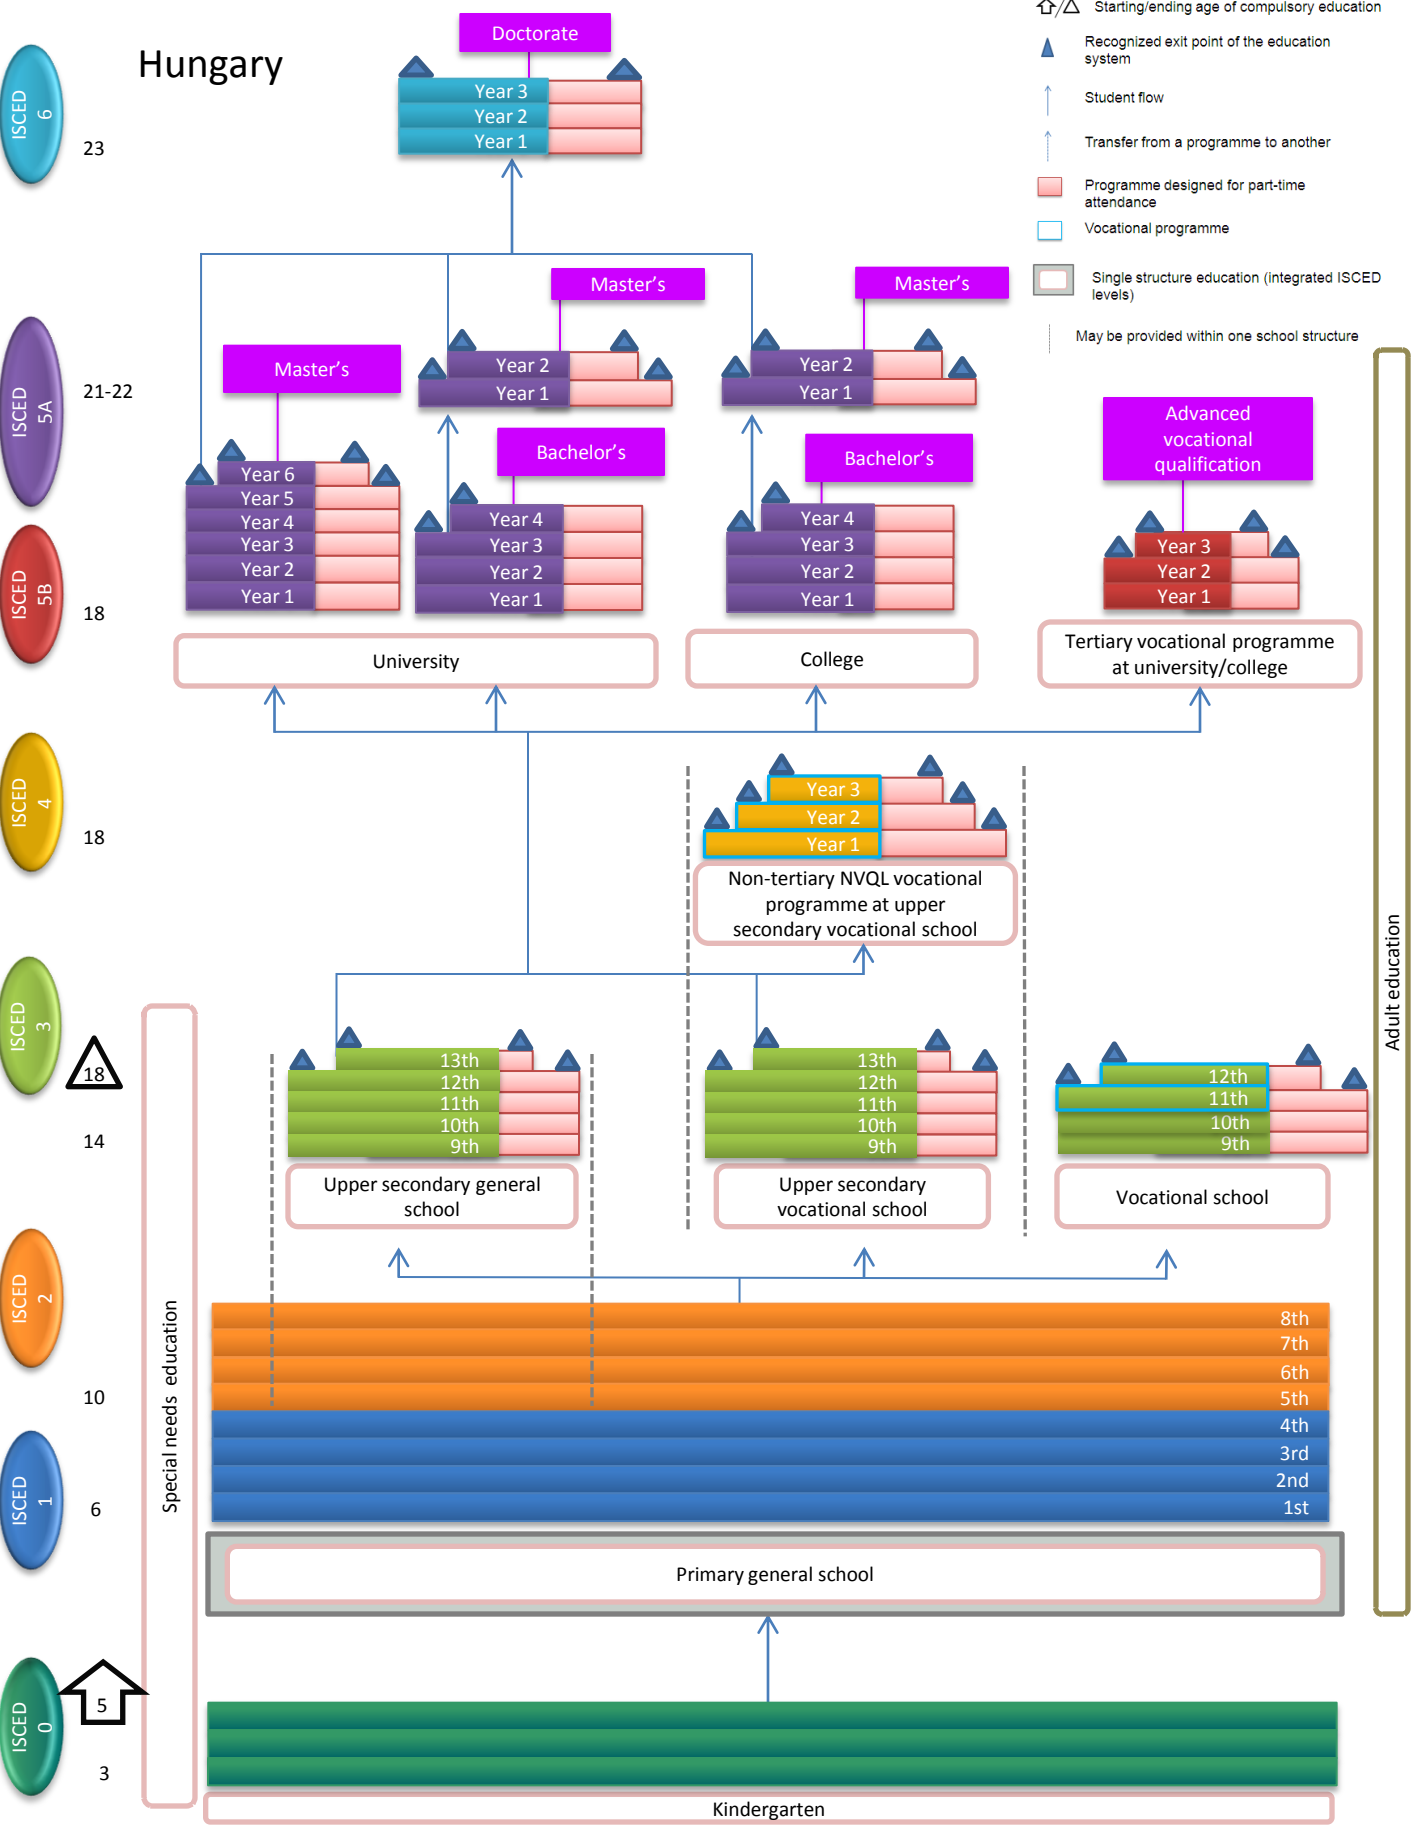 Starting/ending age of compulsory education
Recognized exit point of the education
system
Student flow
Transfer from a programme to another
Programme designed for part-time
attendance
Vocational programme
Single structure education (integrated ISCED
levels)
May be provided within one school structure
Hungary
ISCED
6
23
Doctorate
Year 3
Year 2
Year 1
ISCED
5A
21-22
Master's
Year 6
Year 5
Year 4
Year 3
Year 2
Year 1
Master's
Year 2
Year 1
Bachelor's
Year 4
Year 3
Year 2
Year 1
Master's
Year 2
Year 1
Bachelor's
Year 4
Year 3
Year 2
Year 1
Advanced
vocational
qualification
Year 3
Year 2
Year 1
ISCED
5B
18
University
College
Tertiary vocational programme
at university/college
ISCED
4
18
Year 3
Year 2
Year 1
Non-tertiary NVQL vocational
programme at upper
secondary vocational school
Adult education
ISCED
3
18
14
13th
12th
11th
10th
9th
Upper secondary general
school
13th
12th
11th
10th
9th
Upper secondary
vocational school
12th
11th
10th
9th
Vocational school
Special needs education
ISCED
2
10
8th
7th
6th
5th
ISCED
1
6
4th
3rd
2nd
1st
Primary general school
ISCED
0
5
3
Kindergarten